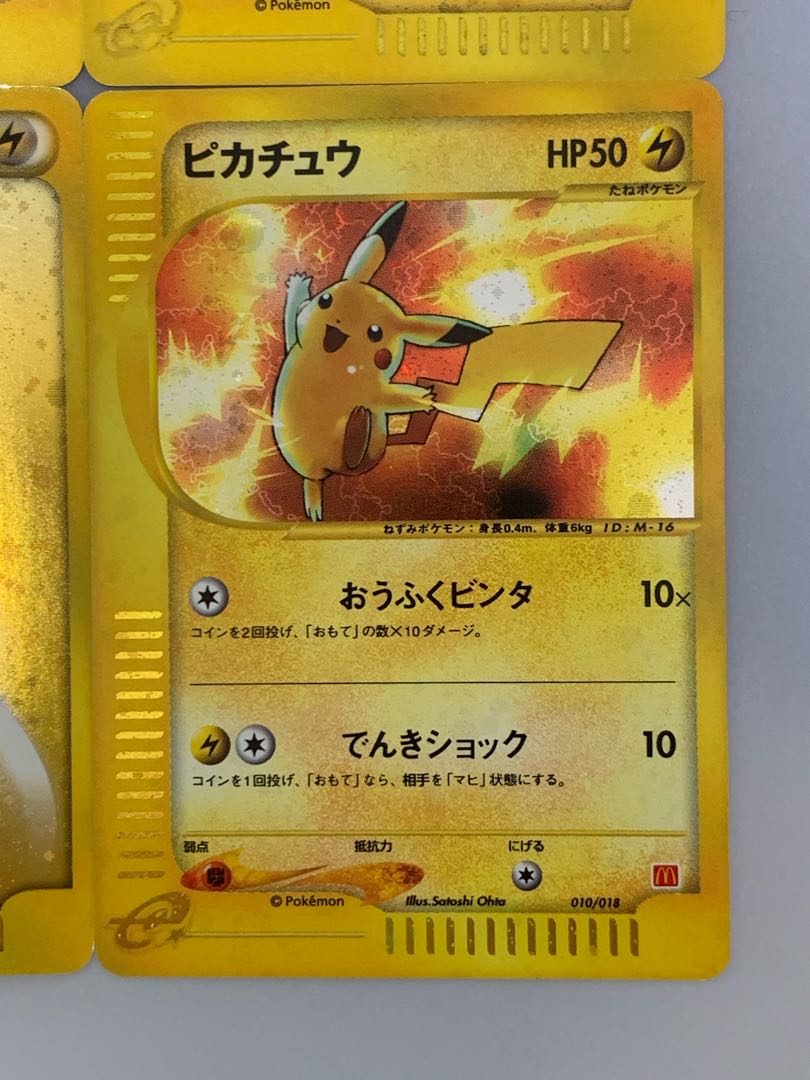 © Pokémon
ピカチュウ
HP50
たねポケモン
ねずみポケモン：身長0.4m、体重6kg ID:M-16
おうふくビンタ 10×
コインを2回投げ、「おもて」の数×10ダメージ。
でんきショック 10
コインを1回投げ、「おもて」なら、相手を「マヒ」状態にする。
弱点 抵抗力 にげる
© Pokémon Illus.Satoshi Ohta 010/018